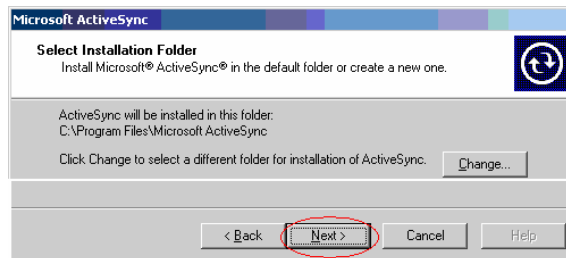 Microsoft ActiveSync
Select Installation Folder
Install Microsoft® ActiveSync® in the default folder or create a new one.
ActiveSync will be installed in this folder:
C:\Program Files\Microsoft ActiveSync
Click Change to select a different folder for installation of ActiveSync.
Change...
< Back
Next >
Cancel
Help